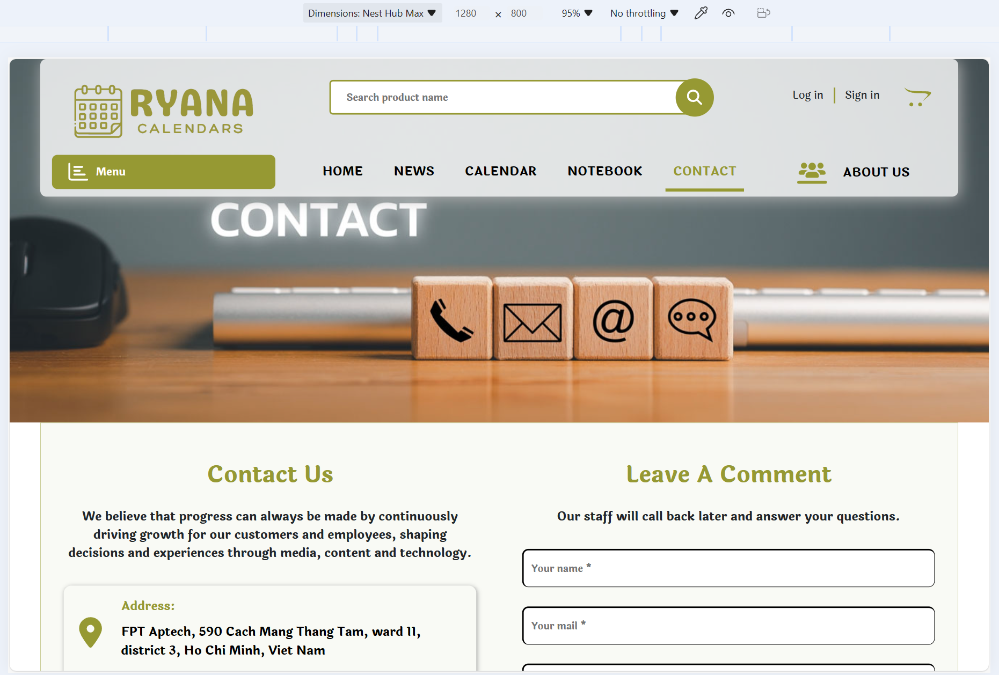 Dimensions: Nest Hub Max 1280 × 800 95% No throttling
RYANA
CALENDARS
Search product name
Log in | Sign in
Menu
HOME NEWS CALENDAR NOTEBOOK CONTACT ABOUT US
CONTACT
@
Contact Us
We believe that progress can always be made by continuously
driving growth for our customers and employees, shaping
decisions and experiences through media, content and technology.
Address:
FPT Aptech, 590 Cach Mang Thang Tam, ward 11,
district 3, Ho Chi Minh, Viet Nam
Leave A Comment
Our staff will call back later and answer your questions.
Your name *
Your mail *